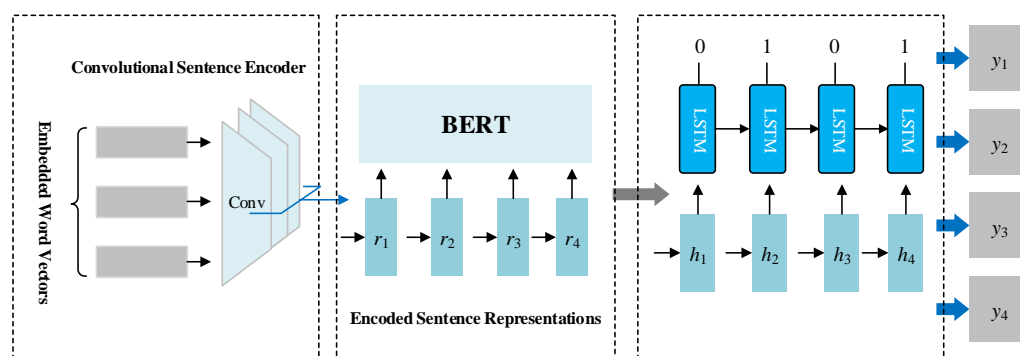 Convolutional Sentence Encoder
Embedded Word Vectors
Conv
BERT
r1
r2
r3
r4
Encoded Sentence Representations
0
1
0
1
LSTM
LSTM
LSTM
LSTM
h1
h2
h3
h4
y1
y2
y3
y4